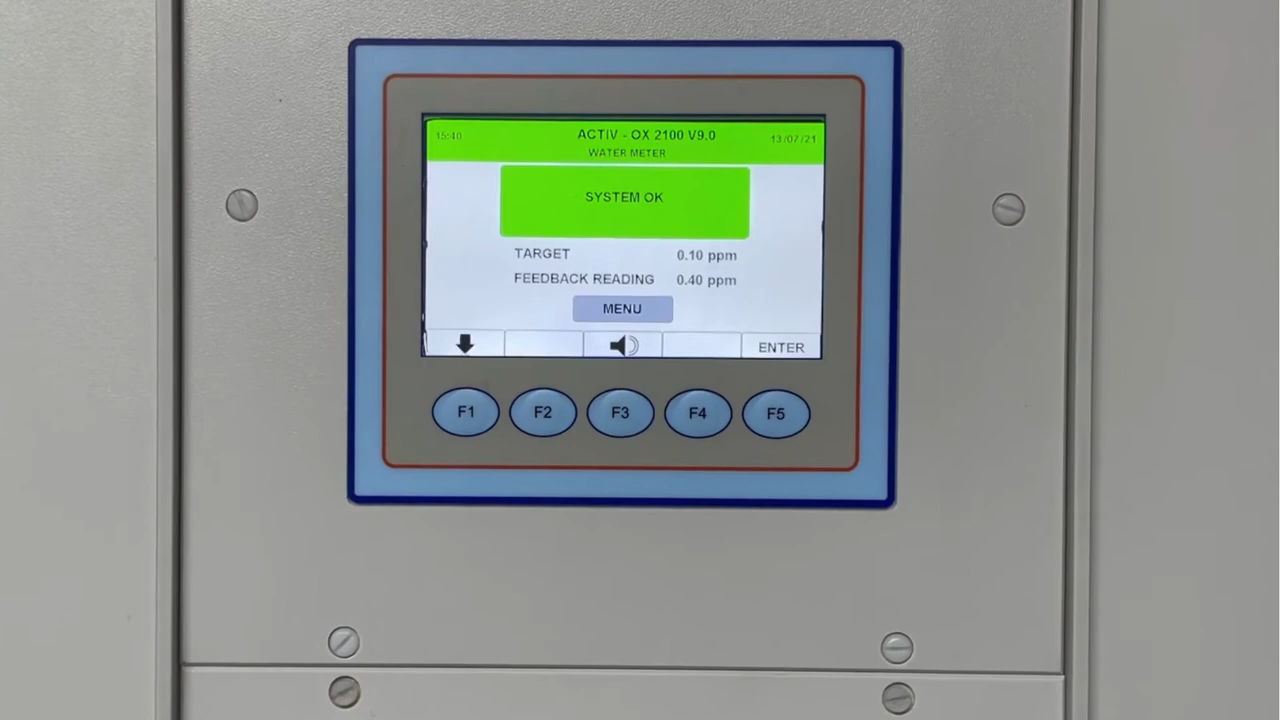 15:40 ACTIV - OX 2100 V9.0 13/07/21
WATER METER
SYSTEM OK
TARGET 0.10 ppm
FEEDBACK READING 0.40 ppm
MENU
ENTER
F1 F2 F3 F4 F5